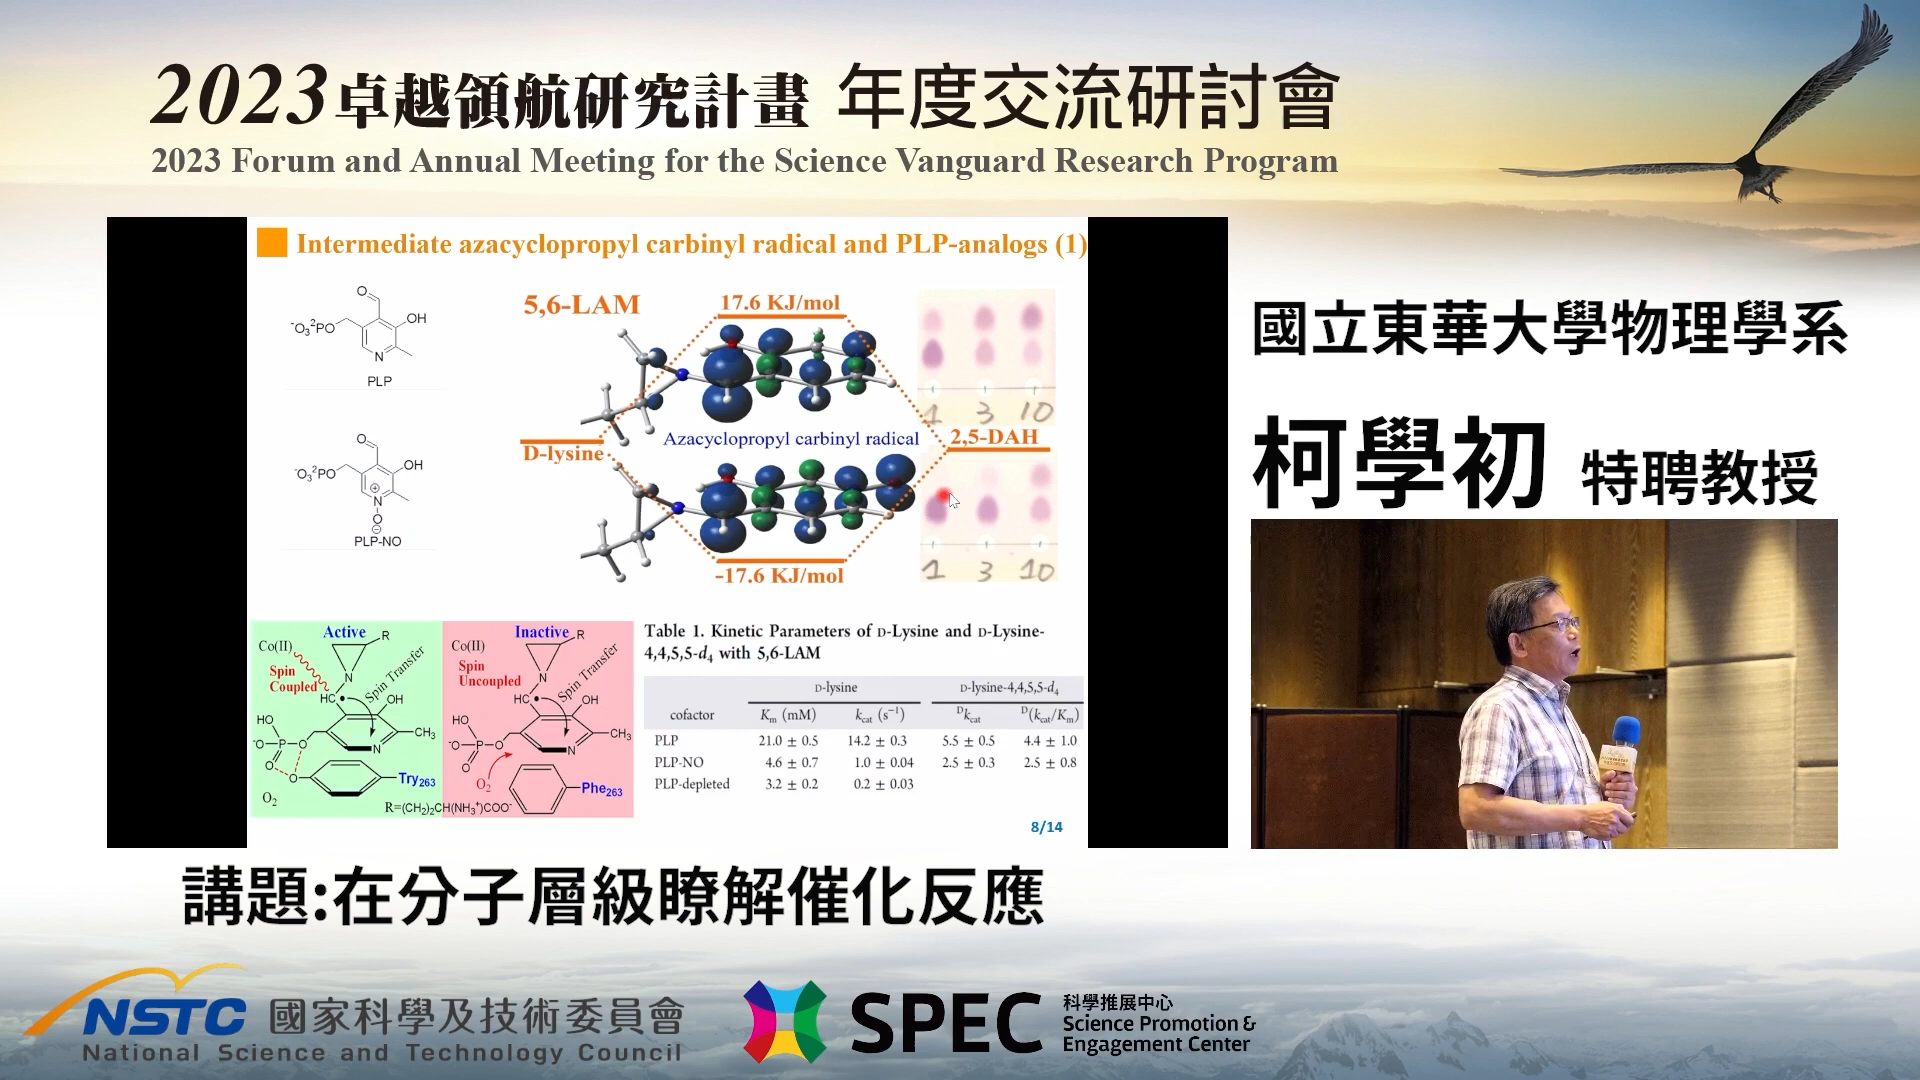 2023卓越領航研究計畫 年度交流研討會
2023 Forum and Annual Meeting for the Science Vanguard Research Program
Intermediate azacyclopropyl carbinyl radical and PLP-analogs (1)
O
⁻O₃²PO
OH
N
PLP
O
⁻O₃²PO
OH
N
O
PLP-NO
5,6-LAM
17.6 KJ/mol
D-lysine
Azacyclopropyl carbinyl radical
2,5-DAH
-17.6 KJ/mol
1 3 10
1 3 10
Active
Co(II)
R
Spin
Coupled
N
HC
Spin Transfer
OH
HO
CH₃
-O
P
O
N
O
O
Try₂₆₃
O₂
Inactive
Co(II)
R
Spin
Uncoupled
N
HC
Spin Transfer
OH
HO
CH₃
-O
P
O
N
O
O₂
Phe₂₆₃
R=(CH₂)₂CH(NH₃⁺)COO⁻
Table 1. Kinetic Parameters of D-Lysine and D-Lysine-
4,4,5,5-d₄ with 5,6-LAM
D-lysine D-lysine-4,4,5,5-d₄
cofactor Kₘ (mM) kcat (s⁻¹) ᴰkcat ᴰ(kcat/Kₘ)
PLP 21.0 ± 0.5 14.2 ± 0.3 5.5 ± 0.5 4.4 ± 1.0
PLP-NO 4.6 ± 0.7 1.0 ± 0.04 2.5 ± 0.3 2.5 ± 0.8
PLP-depleted 3.2 ± 0.2 0.2 ± 0.03
8/14
國立東華大學物理學系
柯學初 特聘教授
講題:在分子層級瞭解催化反應
NSTC 國家科學及技術委員會
National Science and Technology Council
SPEC
科學推展中心
Science Promotion &
Engagement Center